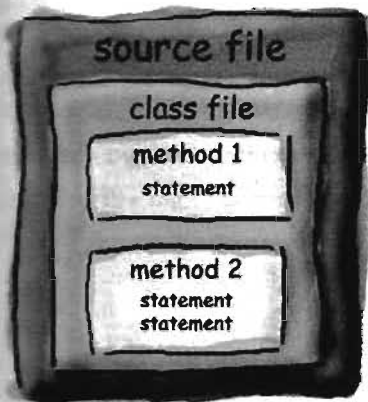 source file
class file
method 1
statement
method 2
statement
statement